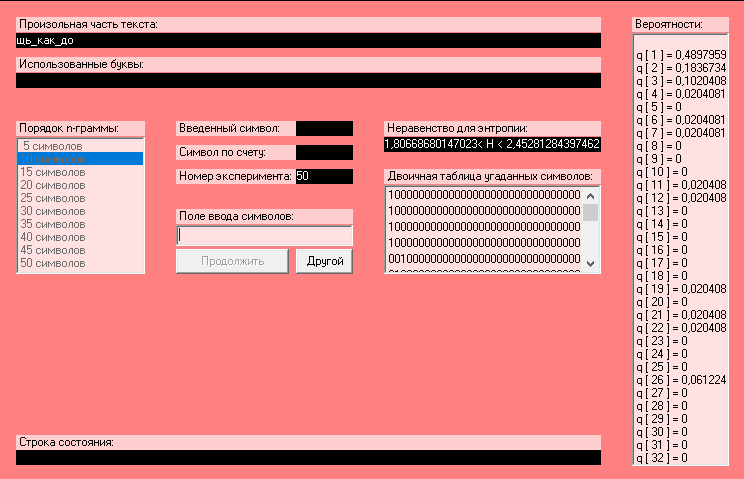 Произольная часть текста:
щь_как_до
Использованные буквы:
Порядок n-граммы:
5 символов
10 символов
15 символов
20 символов
25 символов
30 символов
35 символов
40 символов
45 символов
50 символов
Введенный символ:
Символ по счету:
Номер эксперимента: 50
Поле ввода символов:
Продолжить
Другой
Неравенство для энтропии:
1,80668680147023< H < 2,45281284397462
Двоичная таблица угаданных символов:
10000000000000000000000000000000
10000000000000000000000000000000
10000000000000000000000000000000
10000000000000000000000000000000
00100000000000000000000000000000
Строка состояния:
Вероятности:
q [ 1 ] = 0,4897959
q [ 2 ] = 0,1836734
q [ 3 ] = 0,1020408
q [ 4 ] = 0,0204081
q [ 5 ] = 0
q [ 6 ] = 0,0204081
q [ 7 ] = 0,0204081
q [ 8 ] = 0
q [ 9 ] = 0
q [ 10 ] = 0
q [ 11 ] = 0,020408
q [ 12 ] = 0,020408
q [ 13 ] = 0
q [ 14 ] = 0
q [ 15 ] = 0
q [ 16 ] = 0
q [ 17 ] = 0
q [ 18 ] = 0
q [ 19 ] = 0,020408
q [ 20 ] = 0
q [ 21 ] = 0,020408
q [ 22 ] = 0,020408
q [ 23 ] = 0
q [ 24 ] = 0
q [ 25 ] = 0
q [ 26 ] = 0,061224
q [ 27 ] = 0
q [ 28 ] = 0
q [ 29 ] = 0
q [ 30 ] = 0
q [ 31 ] = 0
q [ 32 ] = 0